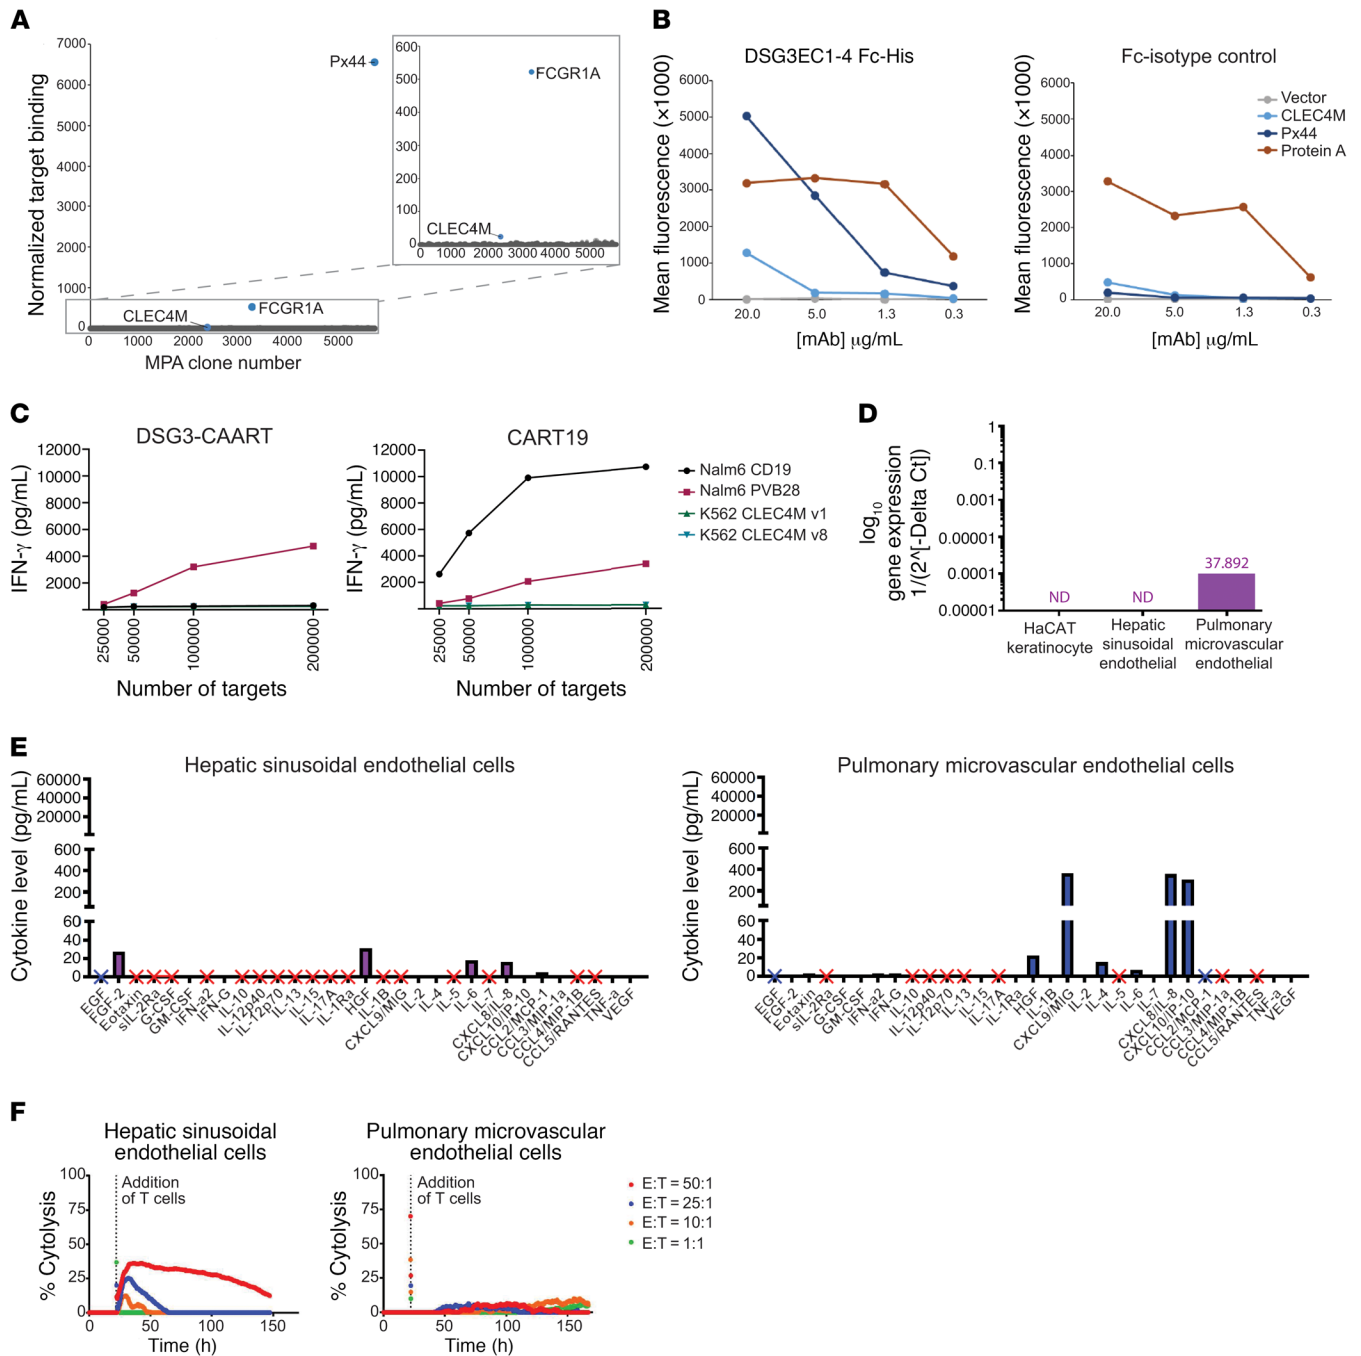 A
Normalized target binding
7000
6000
5000
4000
3000
2000
1000
0
Px44
CLEC4M
FCGR1A
0 1000 2000 3000 4000 5000
MPA clone number
600
500
400
300
200
100
0
FCGR1A
CLEC4M
0 1000 2000 3000 4000 5000
B
DSG3EC1-4 Fc-His
Mean fluorescence (×1000)
6000
5000
4000
3000
2000
1000
0
20.0 5.0 1.3 0.3
[mAb] μg/mL
Fc-isotype control
Mean fluorescence (×1000)
6000
5000
4000
3000
2000
1000
0
20.0 5.0 1.3 0.3
[mAb] μg/mL
Vector
CLEC4M
Px44
Protein A
C
DSG3-CAART
IFN-γ (pg/mL)
12000
10000
8000
6000
4000
2000
25000 50000 100000 200000
Number of targets
CART19
IFN-γ (pg/mL)
12000
10000
8000
6000
4000
2000
25000 50000 100000 200000
Number of targets
Nalm6 CD19
Nalm6 PVB28
K562 CLEC4M v1
K562 CLEC4M v8
D
log10
gene expression
1/(2^[-Delta Ct])
1
0.1
0.001
0.00001
0.0001
0.00001
ND
ND
37.892
HaCAT
keratinocyte
Hepatic
sinusoidal
endothelial
Pulmonary
microvascular
endothelial
E
Hepatic sinusoidal endothelial cells
Cytokine level (pg/mL)
60000
40000
20000
600
400
200
60
40
20
0
EGF
FGF-2
Eotaxin
sIL-2Ra
G-CSF
GM-CSF
IFN-a2
IFN-G
IL-10
IL-12p40
IL-12p70
IL-13
IL-15
IL-17A
IL-1Ra
HGF
IL-1B
CXCL9/MIG
IL-2
IL-4
IL-5
IL-6
IL-7
CXCL8/IL-8
CXCL10/IP-10
CCL2/MCP-1
CCL3/MIP-1a
CCL4/MIP-1B
CCL5/RANTES
TNF-a
VEGF
Pulmonary microvascular endothelial cells
Cytokine level (pg/mL)
60000
40000
20000
600
400
200
60
40
20
0
EGF
FGF-2
Eotaxin
sIL-2Ra
G-CSF
GM-CSF
IFN-a2
IFN-G
IL-10
IL-12p40
IL-12p70
IL-13
IL-15
IL-17A
IL-1Ra
HGF
IL-1B
CXCL9/MIG
IL-2
IL-4
IL-5
IL-6
IL-7
CXCL8/IL-8
CXCL10/IP-10
CCL2/MCP-1
CCL3/MIP-1a
CCL4/MIP-1B
CCL5/RANTES
TNF-a
VEGF
F
Hepatic sinusoidal
endothelial cells
% Cytolysis
100
75
50
25
0
Addition
of T cells
0 50 100 150
Time (h)
Pulmonary microvascular
endothelial cells
% Cytolysis
100
75
50
25
0
Addition
of T cells
0 50 100 150
Time (h)
E:T = 50:1
E:T = 25:1
E:T = 10:1
E:T = 1:1